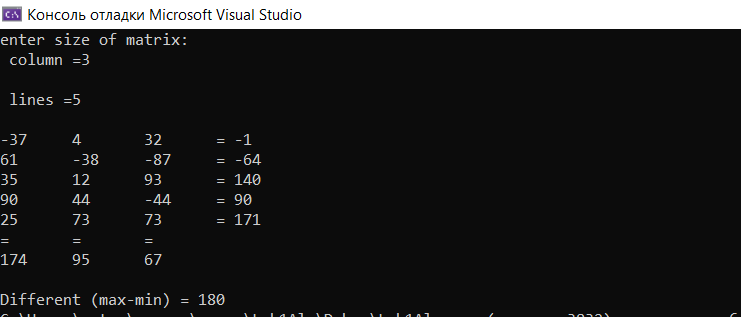 C:\ Консоль отладки Microsoft Visual Studio
enter size of matrix:
column =3
lines =5
-37 4 32 = -1
61 -38 -87 = -64
35 12 93 = 140
90 44 -44 = 90
25 73 73 = 171
= = =
174 95 67
Different (max-min) = 180